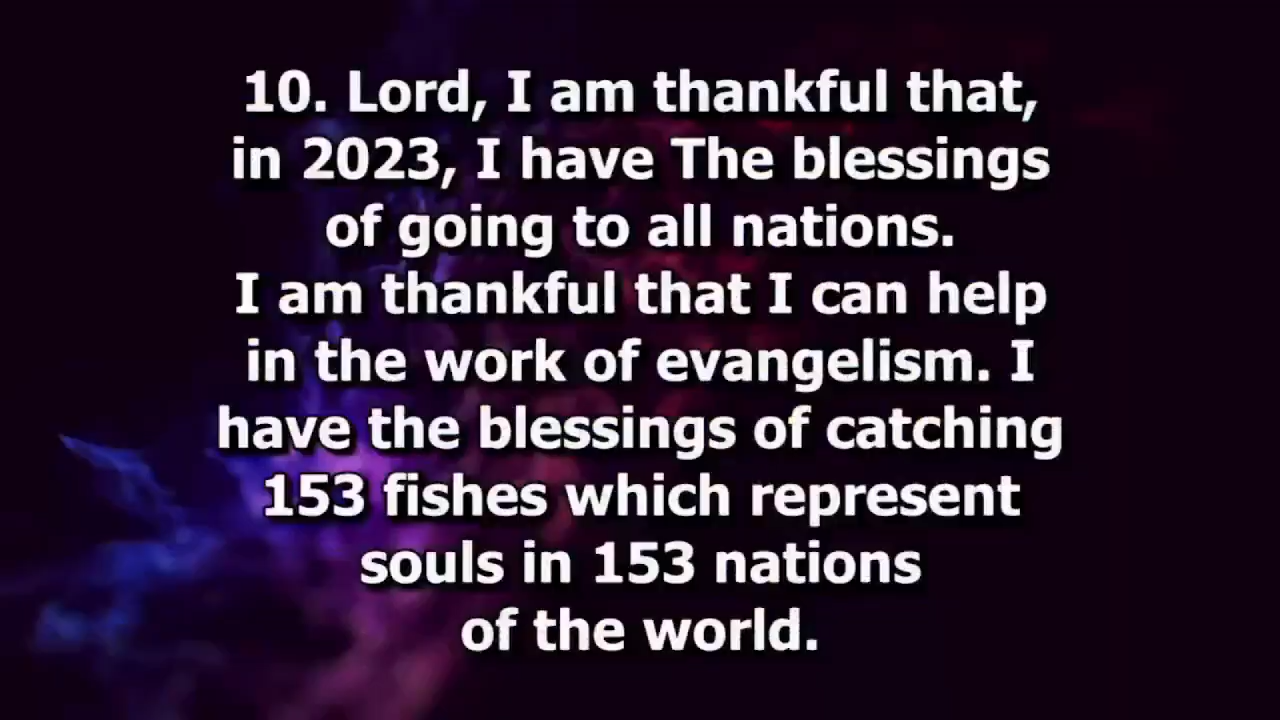 10. Lord, I am thankful that,
in 2023, I have The blessings
of going to all nations.
I am thankful that I can help
in the work of evangelism. I
have the blessings of catching
153 fishes which represent
souls in 153 nations
of the world.